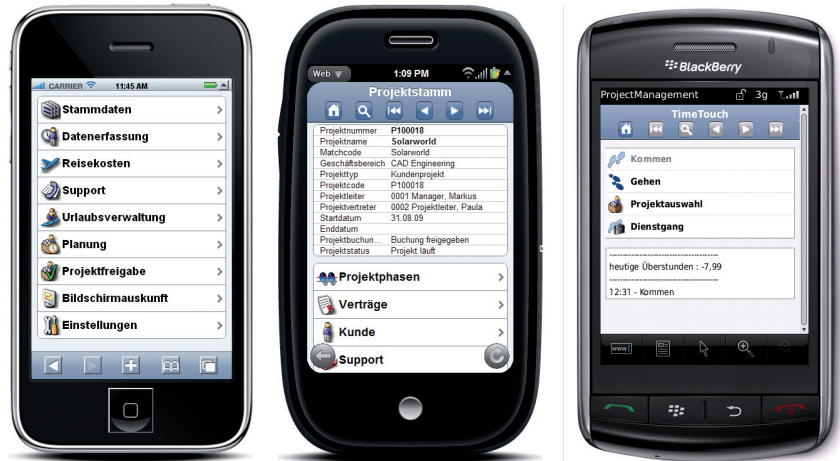 CARRIER 11:45 AM
Stammdaten
Datenerfassung
Reisekosten
Support
Urlaubsverwaltung
Planung
Projektfreigabe
Bildschirmauskunft
Einstellungen
Web 1:09 PM
Projektstamm
Projektnummer P100018
Projektname Solarworld
Matchcode Solarworld
Geschäftsbereich CAD Engineering
Projekttyp Kundenprojekt
Projektcode P100018
Projektleiter 0001 Manager, Markus
Projektvertreter 0002 Projektleiter, Paula
Startdatum 31.08.09
Enddatum
Projektbuchun... Buchung freigegeben
Projektstatus Projekt läuft
Projektphasen
Verträge
Kunde
Support
BlackBerry
ProjectManagement 3g
TimeTouch
Kommen
Gehen
Projektauswahl
Dienstgang
----------------------------------------
heutige Überstunden : -7,99
----------------------------------------
12:31 - Kommen
www